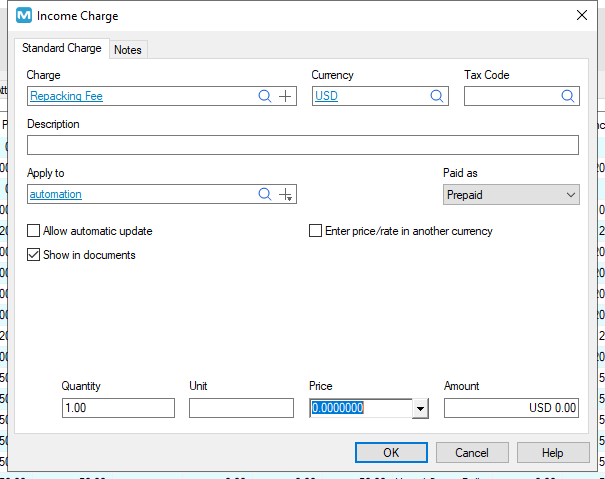 M Income Charge
Standard Charge Notes
Charge Currency Tax Code
Repacking Fee USD
Description
Apply to Paid as
automation Prepaid
Allow automatic update Enter price/rate in another currency
Show in documents
Quantity Unit Price Amount
1.00 0.0000000 USD 0.00
OK Cancel Help